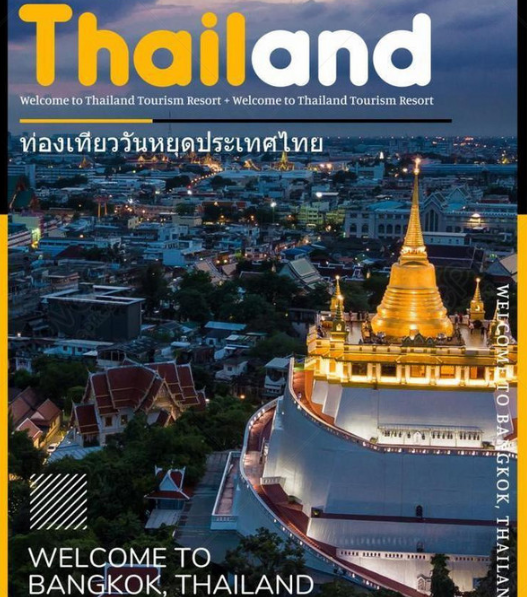 Thailand
Welcome to Thailand Tourism Resort + Welcome to Thailand Tourism Resort
ท่องเที่ยววันหยุดประเทศไทย
WELCOME TO BANGKOK, THAILAN
WELCOME TO
BANGKOK, THAILAND